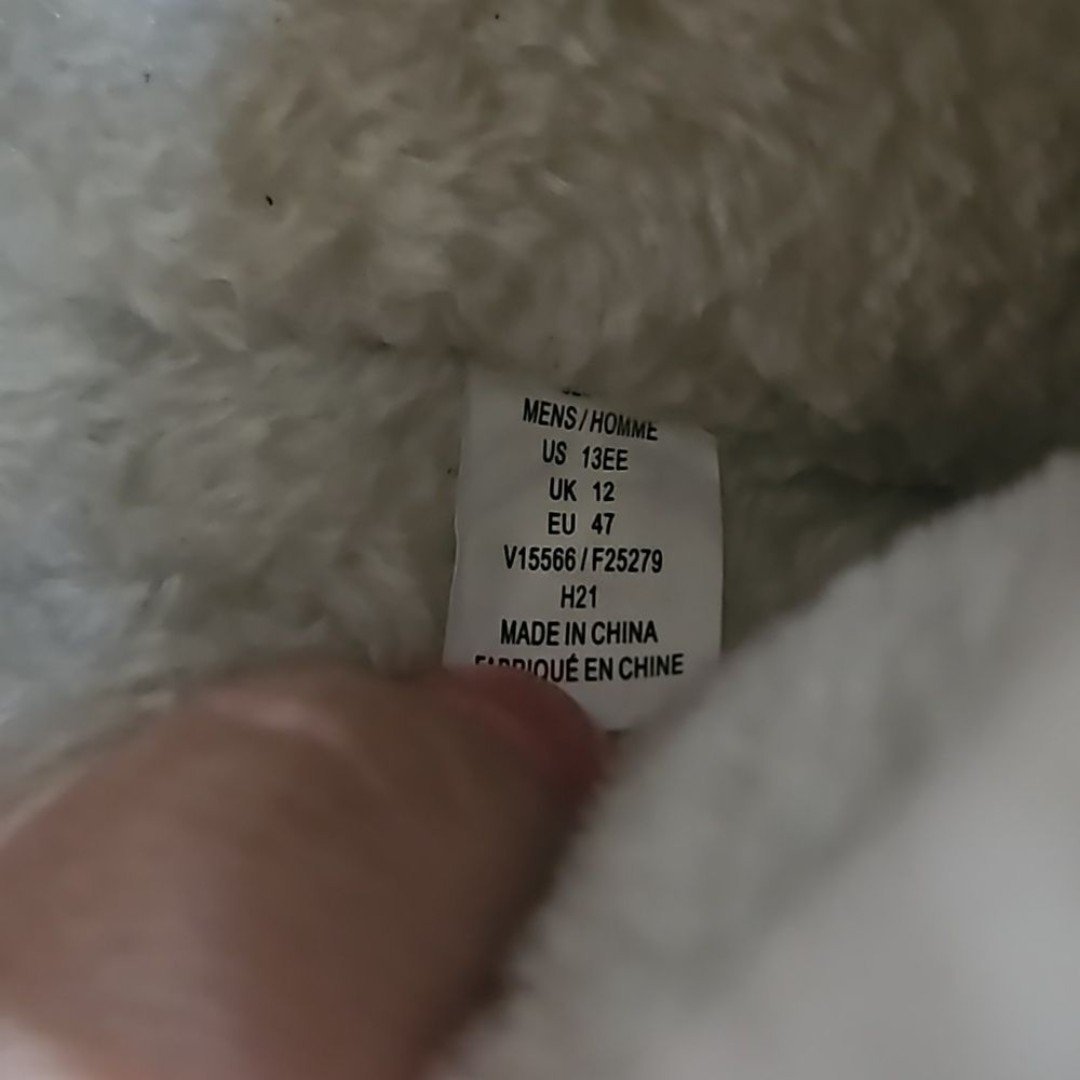 MENS/HOMME
US 13EE
UK 12
EU 47
V15566/F25279
H21
MADE IN CHINA
FABRIQUÉ EN CHINE